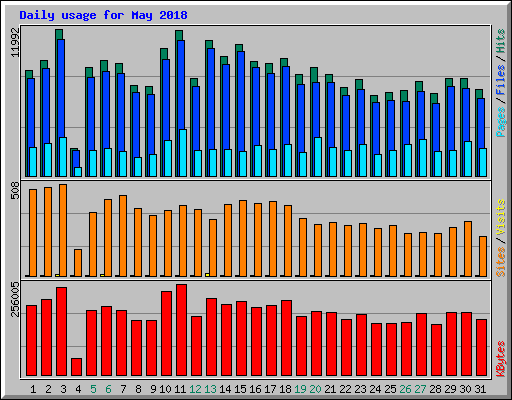 Daily usage for May 2018
11992
Pages / Files / Hits
508
Sites / Visits
256005
KBytes
1 2 3 4 5 6 7 8 9 10 11 12 13 14 15 16 17 18 19 20 21 22 23 24 25 26 27 28 29 30 31